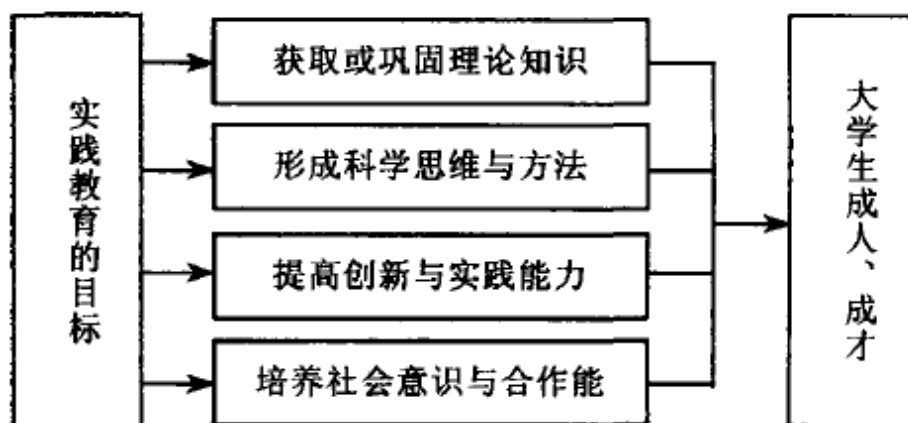 实践教育的目标
获取或巩固理论知识
形成科学思维与方法
提高创新与实践能力
培养社会意识与合作能
大学生成人、成才